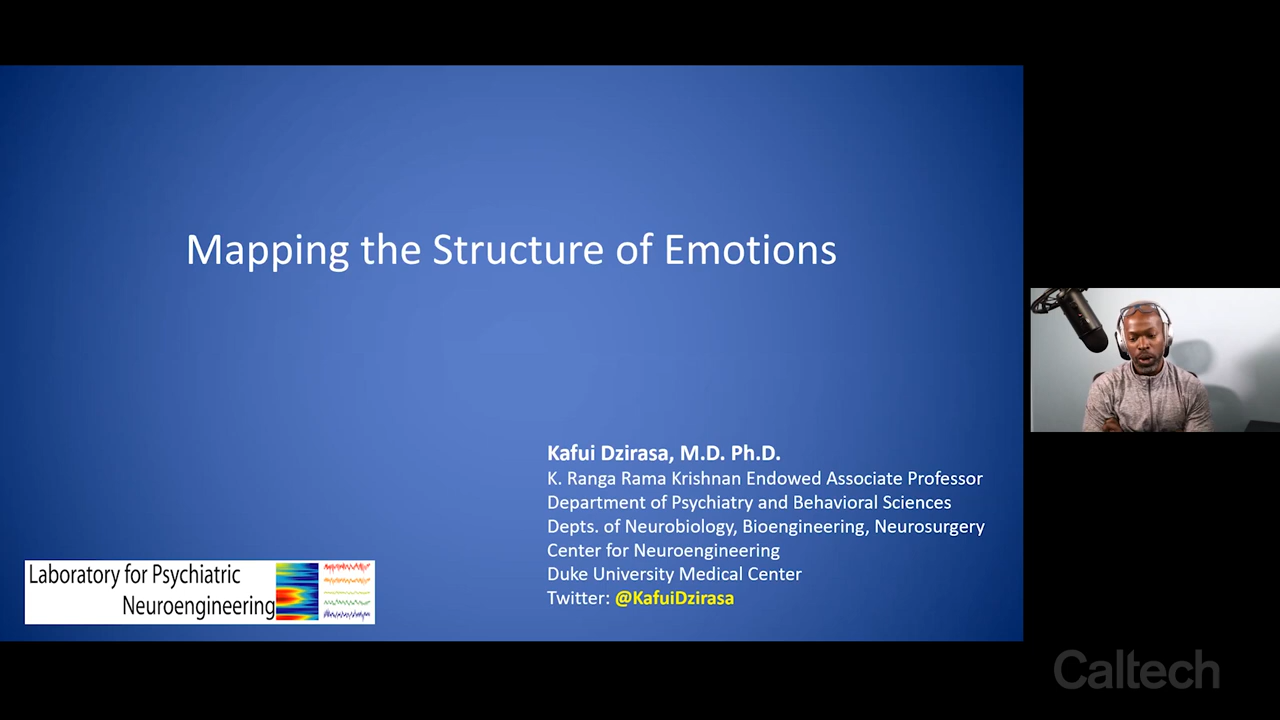 Mapping the Structure of Emotions
Kafui Dzirasa, M.D. Ph.D.
K. Ranga Rama Krishnan Endowed Associate Professor
Department of Psychiatry and Behavioral Sciences
Depts. of Neurobiology, Bioengineering, Neurosurgery
Center for Neuroengineering
Duke University Medical Center
Twitter: @KafuiDzirasa
Laboratory for Psychiatric
Neuroengineering
Caltech